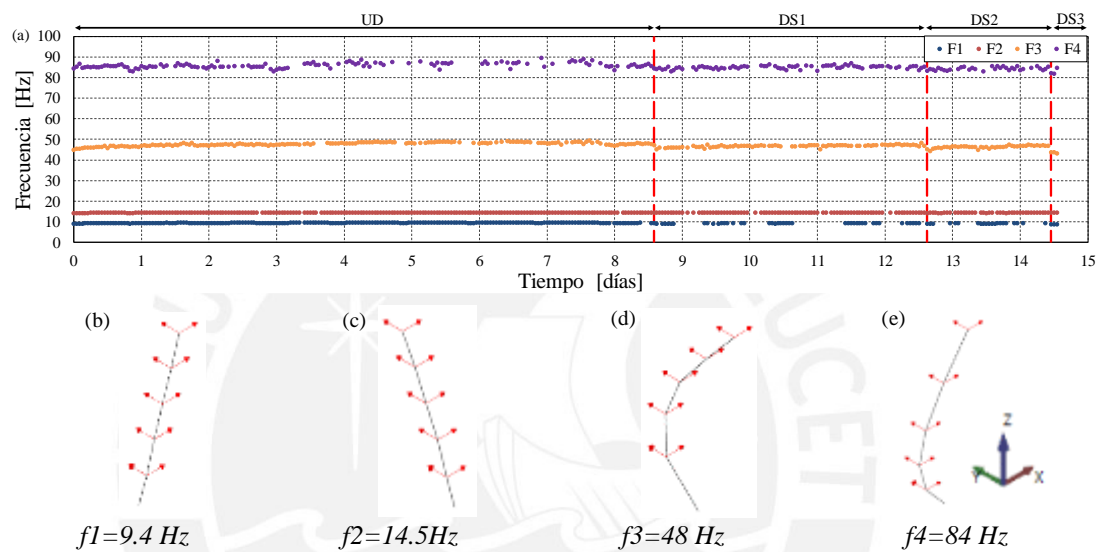 UD DS1 DS2 DS3
(a)
F1 F2 F3 F4
Frecuencia [Hz]
100
90
80
70
60
50
40
30
20
10
0
0 1 2 3 4 5 6 7 8 9 10 11 12 13 14 15
Tiempo [días]
(b) (c) (d) (e)
Z
Y X
UCET
f1=9.4 Hz f2=14.5Hz f3=48 Hz f4=84 Hz